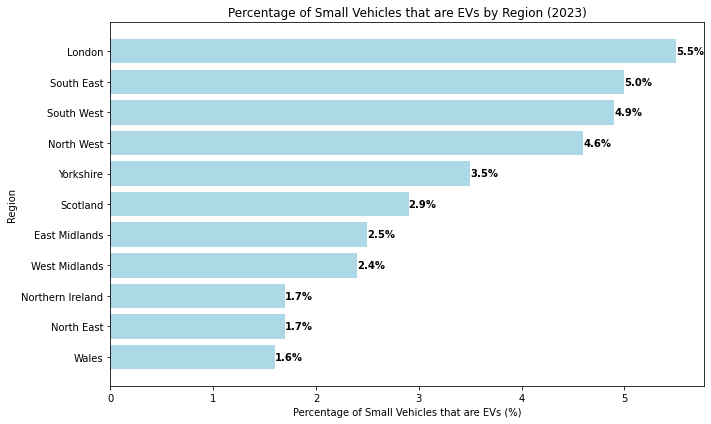 Percentage of Small Vehicles that are EVs by Region (2023)
Region
London 5.5%
South East 5.0%
South West 4.9%
North West 4.6%
Yorkshire 3.5%
Scotland 2.9%
East Midlands 2.5%
West Midlands 2.4%
Northern Ireland 1.7%
North East 1.7%
Wales 1.6%
0 1 2 3 4 5
Percentage of Small Vehicles that are EVs (%)